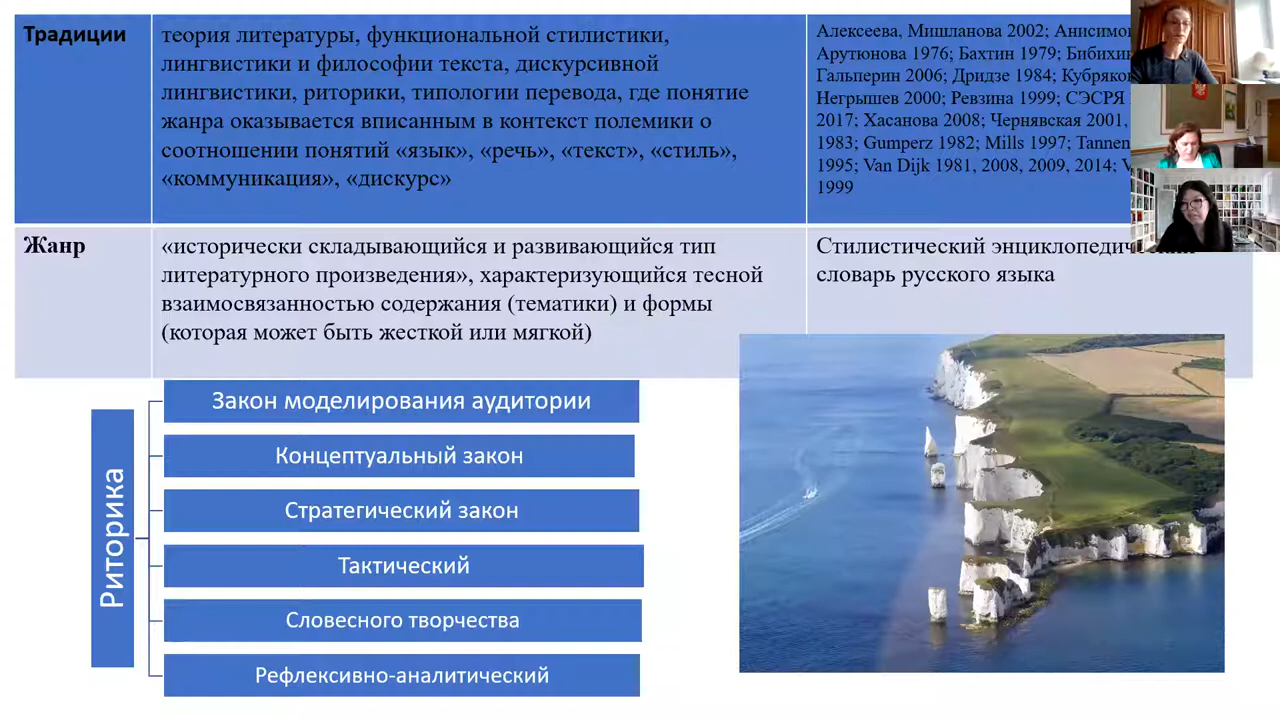 Традиции
теория литературы, функциональной стилистики,
лингвистики и философии текста, дискурсивной
лингвистики, риторики, типологии перевода, где понятие
жанра оказывается вписанным в контекст полемики о
соотношении понятий «язык», «речь», «текст», «стиль»,
«коммуникация», «дискурс»
Алексеева, Мишланова 2002;
Арутюнова 1976; Бахтин 1979;
Гальперин 2006; Дридзе 1984;
Негрышев 2000; Ревзина 1999; СЭСРЯ
2017; Хасанова 2008; Чернявская 2001,
1983; Gumperz 1982; Mills 1997;
1995; Van Dijk 1981, 2008, 2009, 2014;
1999
Жанр
«исторически складывающийся и развивающийся тип
литературного произведения», характеризующийся тесной
взаимосвязанностью содержания (тематики) и формы
(которая может быть жесткой или мягкой)
Стилистический
словарь русского языка
Риторика
Закон моделирования аудитории
Концептуальный закон
Стратегический закон
Тактический
Словесного творчества
Рефлексивно-аналитический